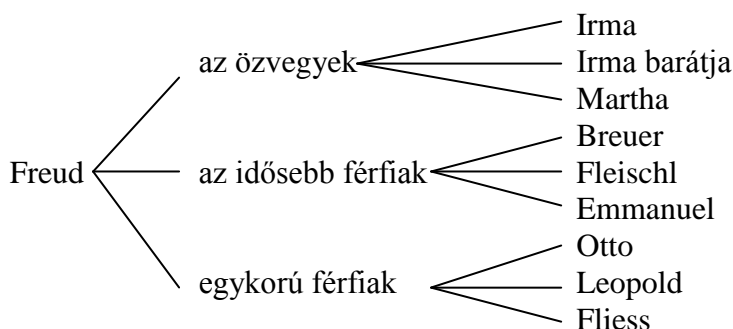 Freud
az özvegyek
Irma
Irma barátja
Martha
az idősebb férfiak
Breuer
Fleischl
Emmanuel
egykorú férfiak
Otto
Leopold
Fliess